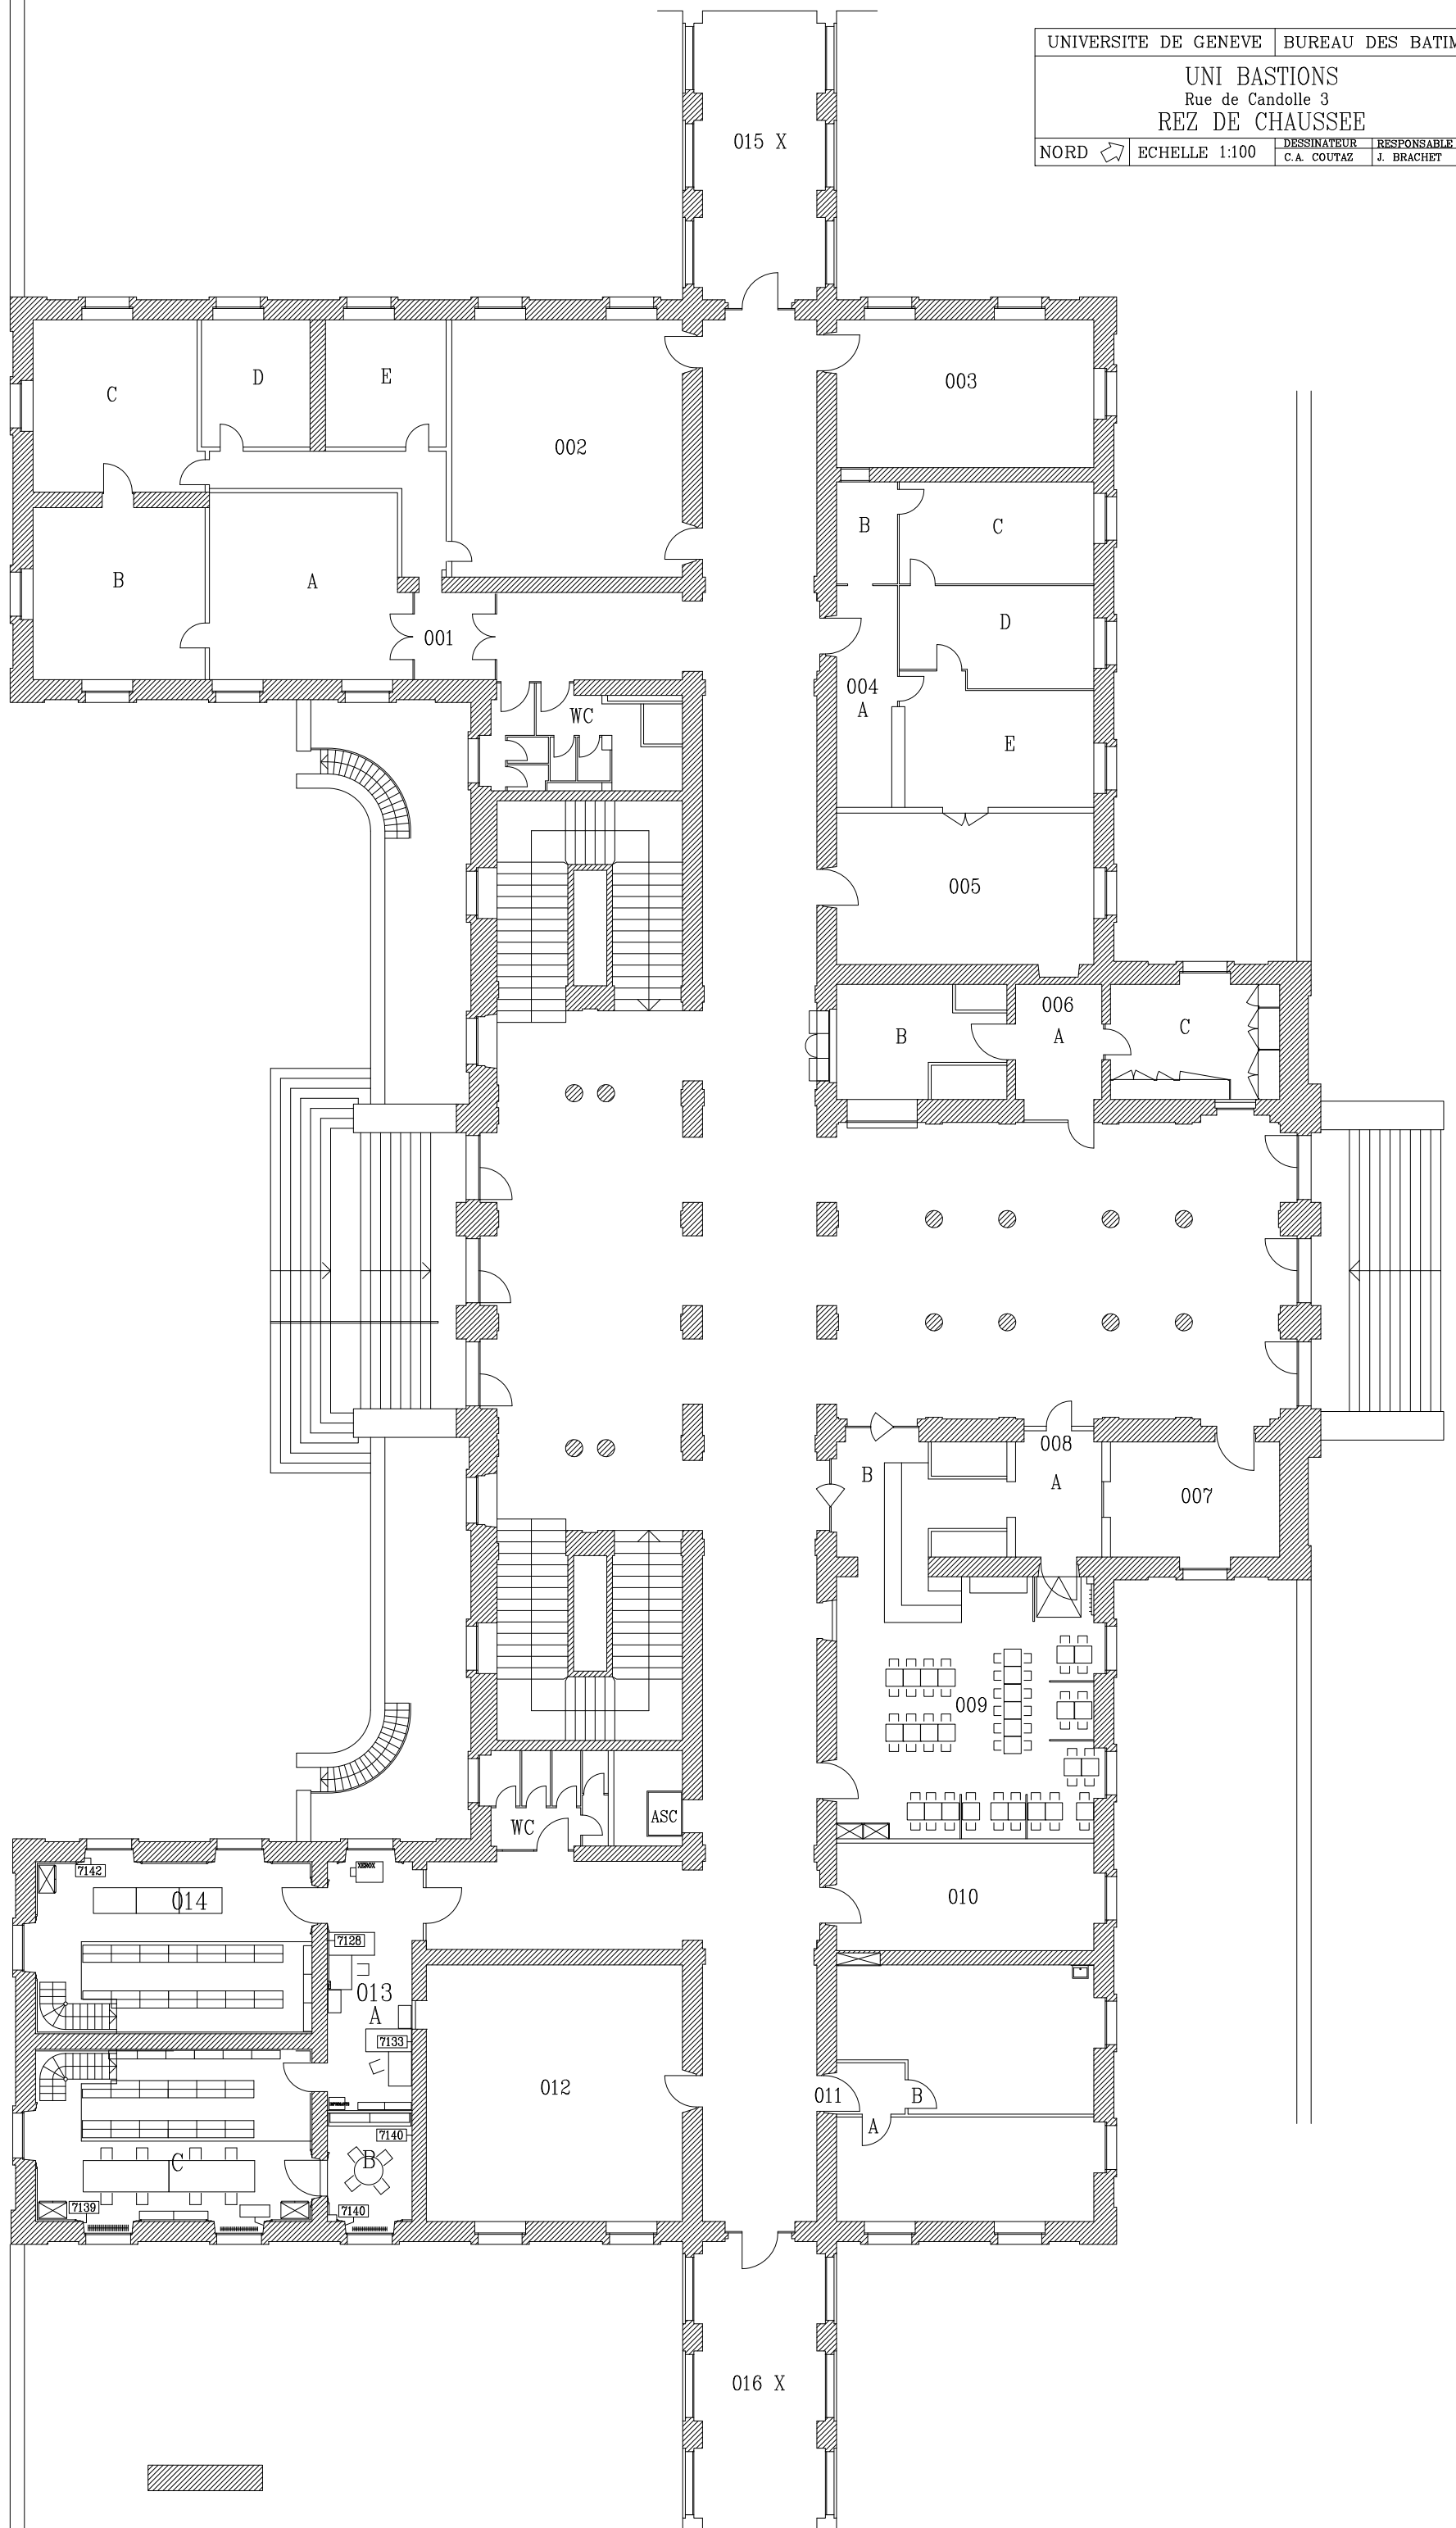 UNIVERSITE DE GENEVE BUREAU DES BATIM
UNI BASTIONS
Rue de Candolle 3
REZ DE CHAUSSEE
NORD ECHELLE 1:100 DESSINATEUR RESPONSABLE
C.A. COUTAZ J. BRACHET
015 X
C
D
E
002
003
B
A
001
B
C
D
004
A
E
WC
005
006
B
A
C
008
B
A
007
009
WC
ASC
010
7142
014
XEROX
7128
013
A
7133
012
011
B
A
7140
C
B
7139
7140
016 X